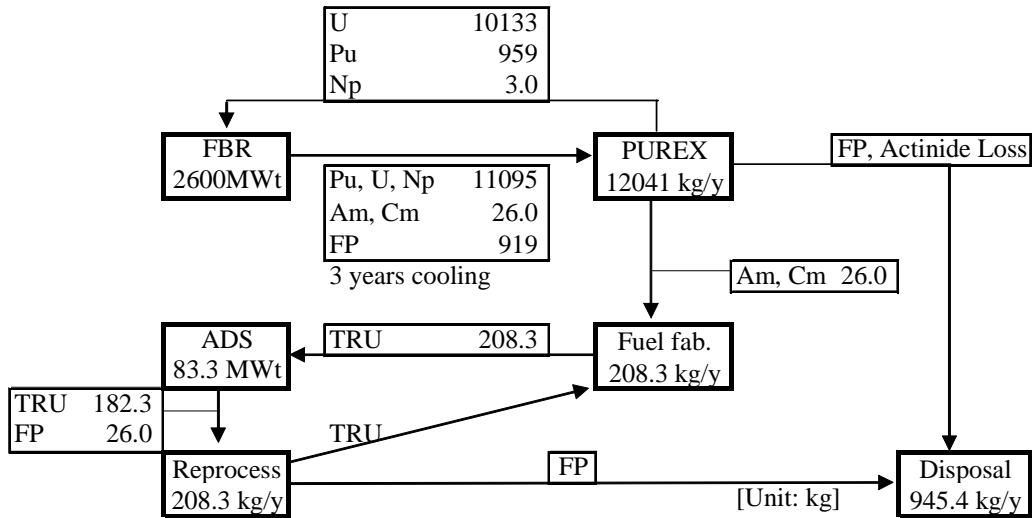 U 10133
Pu 959
Np 3.0
FBR
2600MWt
PUREX
12041 kg/y
FP, Actinide Loss
Pu, U, Np 11095
Am, Cm 26.0
FP 919
3 years cooling
Am, Cm 26.0
ADS
83.3 MWt
TRU 208.3
Fuel fab.
208.3 kg/y
TRU 182.3
FP 26.0
TRU
Reprocess
208.3 kg/y
FP
[Unit: kg]
Disposal
945.4 kg/y